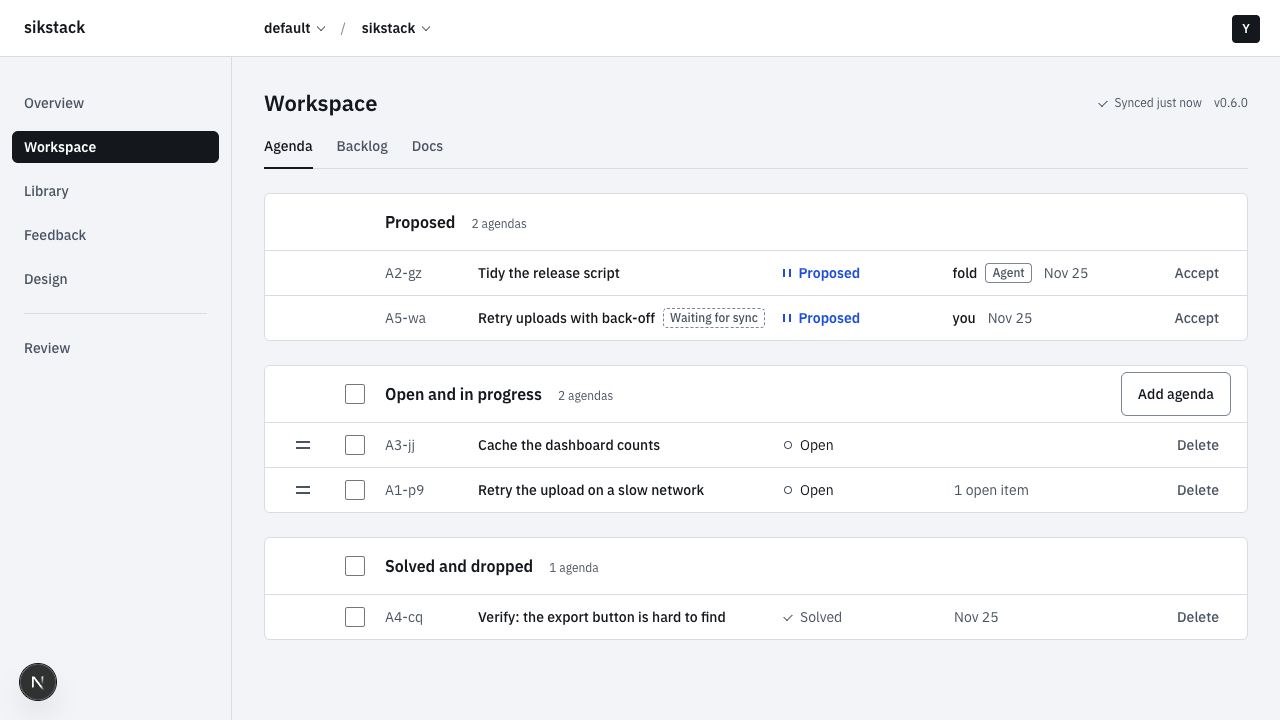 sikstack
default / sikstack
Y
Overview
Workspace
Library
Feedback
Design
Review
Workspace
Synced just now v0.6.0
Agenda Backlog Docs
Proposed 2 agendas
A2-gz Tidy the release script Proposed fold Agent Nov 25 Accept
A5-wa Retry uploads with back-off Waiting for sync Proposed you Nov 25 Accept
Open and in progress 2 agendas Add agenda
A3-jj Cache the dashboard counts Open Delete
A1-p9 Retry the upload on a slow network Open 1 open item Delete
Solved and dropped 1 agenda
A4-cq Verify: the export button is hard to find Solved Nov 25 Delete
N